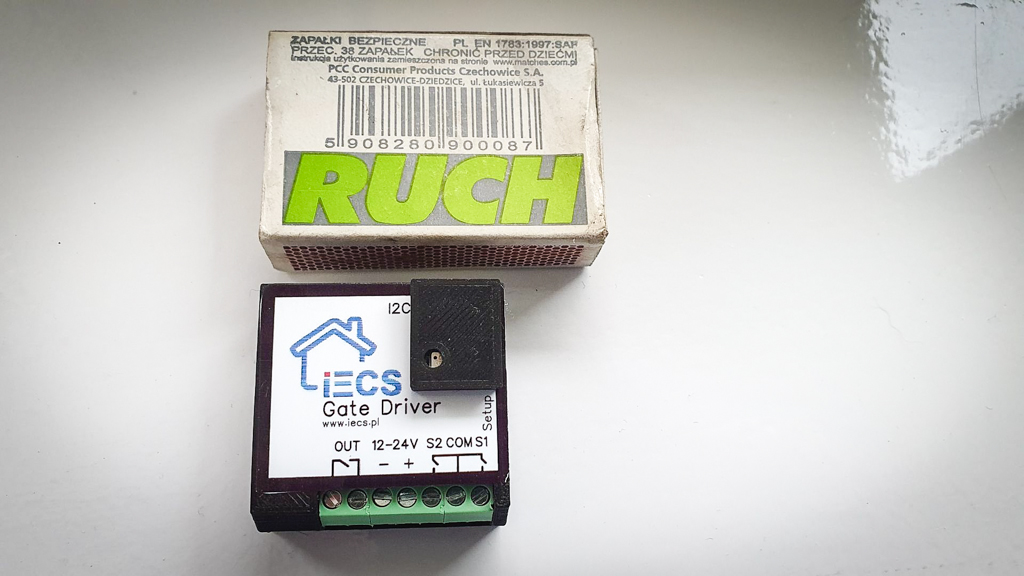 ZAPAŁKI BEZPIECZNE PL EN 1783:1997:SAF
PRZEC. 38 ZAPAŁEK CHRONIĆ PRZED DZIEĆMI
Instrukcja użytkowania zamieszczona na stronie www.matches.com.pl
PCC Consumer Products Czechowice S.A.
43-502 CZECHOWICE-DZIEDZICE, ul. Łukasiewicza 5
5 908280 900087
RUCH
I2C
iECS
Gate Driver
www.iecs.pl
Setup
OUT 12-24V S2 COM S1
- +